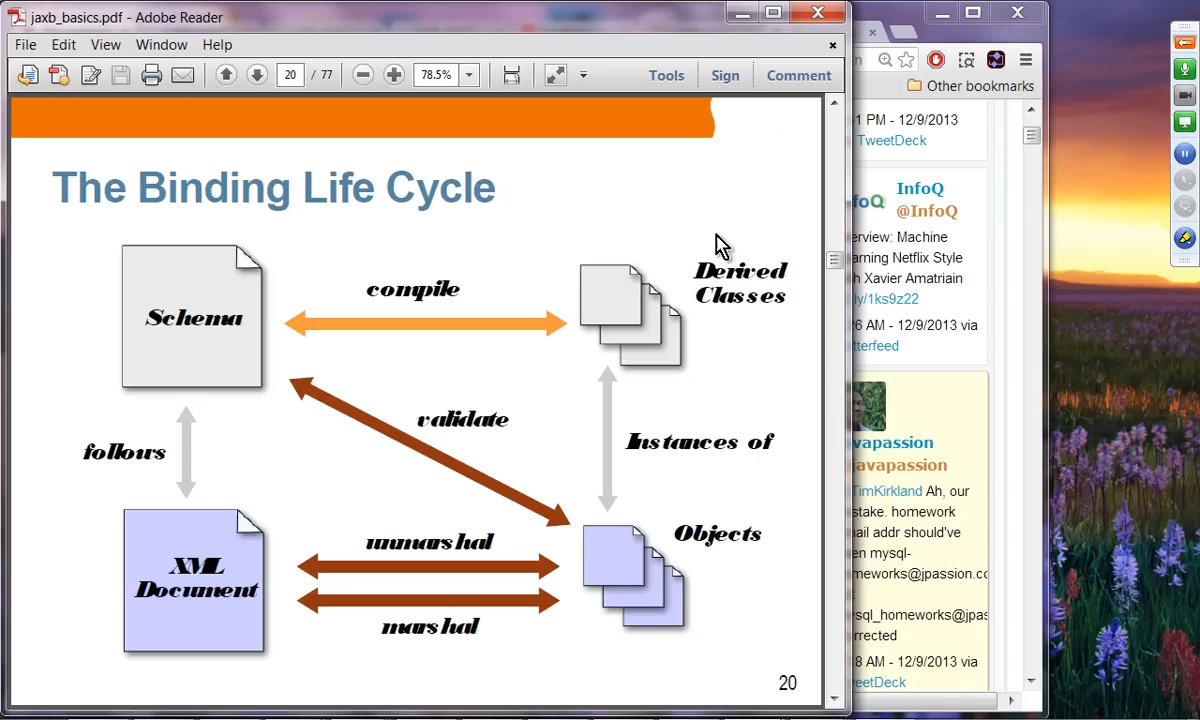 jaxb_basics.pdf - Adobe Reader
File Edit View Window Help
20 / 77 78.5% Tools Sign Comment
The Binding Life Cycle
Schema
compile
Derived
Classes
validate
follows
Instances of
XML
Document
unmarshal
marshal
Objects
20
Other bookmarks
1 PM - 12/9/2013
TweetDeck
InfoQ
@InfoQ
erview: Machine
arning Netflix Style
h Xavier Amatriain
ly/1ks9z22
26 AM - 12/9/2013 via
tterfeed
vapassion
avapassion
TimKirkland Ah, our
stake. homework
ail addr should've
en mysql-
meworks@jpassion.co
t
ysql_homeworks@jpas
rrected
8 AM - 12/9/2013 via
weetDeck